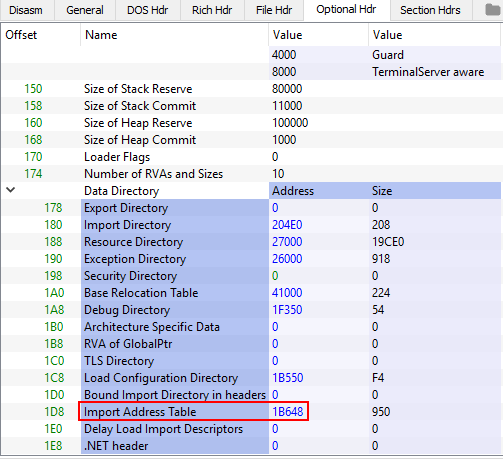 Disasm General DOS Hdr Rich Hdr File Hdr Optional Hdr Section Hdrs
Offset Name Value Value
4000 Guard
8000 TerminalServer aware
150 Size of Stack Reserve 80000
158 Size of Stack Commit 11000
160 Size of Heap Reserve 100000
168 Size of Heap Commit 1000
170 Loader Flags 0
174 Number of RVAs and Sizes 10
Data Directory Address Size
178 Export Directory 0 0
180 Import Directory 204E0 208
188 Resource Directory 27000 19CE0
190 Exception Directory 26000 918
198 Security Directory 0 0
1A0 Base Relocation Table 41000 224
1A8 Debug Directory 1F350 54
1B0 Architecture Specific Data 0 0
1B8 RVA of GlobalPtr 0 0
1C0 TLS Directory 0 0
1C8 Load Configuration Directory 1B550 F4
1D0 Bound Import Directory in headers 0 0
1D8 Import Address Table 1B648 950
1E0 Delay Load Import Descriptors 0 0
1E8 .NET header 0 0